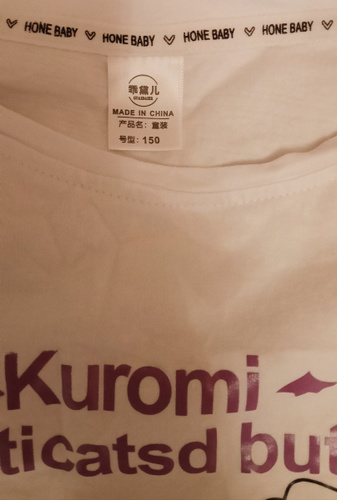 HONE BABY HONE BABY HONE BABY HONE BABY
乖黛儿
MADE IN CHINA
产品名: 童装
号型: 150
Kuromi
ticatsd but